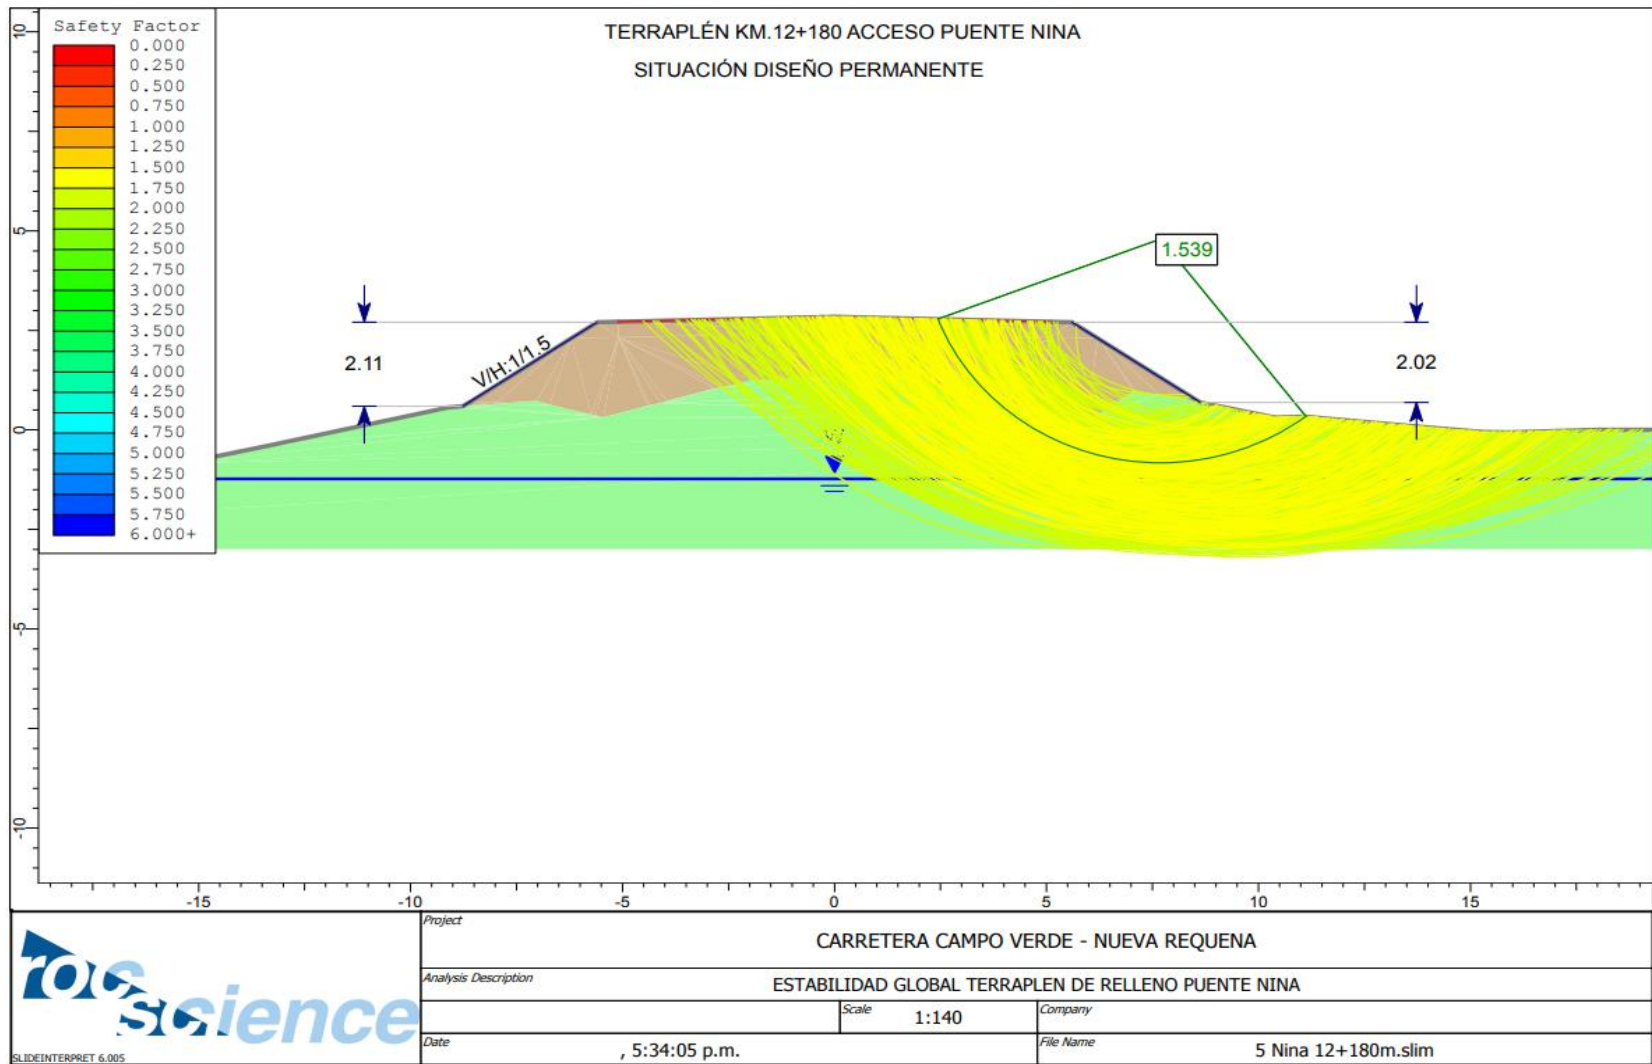 Safety Factor
0.000
0.250
0.500
0.750
1.000
1.250
1.500
1.750
2.000
2.250
2.500
2.750
3.000
3.250
3.500
3.750
4.000
4.250
4.500
4.750
5.000
5.250
5.500
5.750
6.000+
TERRAPLÉN KM.12+180 ACCESO PUENTE NINA
SITUACIÓN DISEÑO PERMANENTE
1.539
2.11
V/H:1/1.5
2.02
W
10
5
0
-5
-10
-15
-10
-5
0
5
10
15
rocscience
SLIDEINTERPRET 6.005
Project
CARRETERA CAMPO VERDE - NUEVA REQUENA
Analysis Description
ESTABILIDAD GLOBAL TERRAPLEN DE RELLENO PUENTE NINA
Scale
1:140
Company
Date
, 5:34:05 p.m.
File Name
5 Nina 12+180m.slim